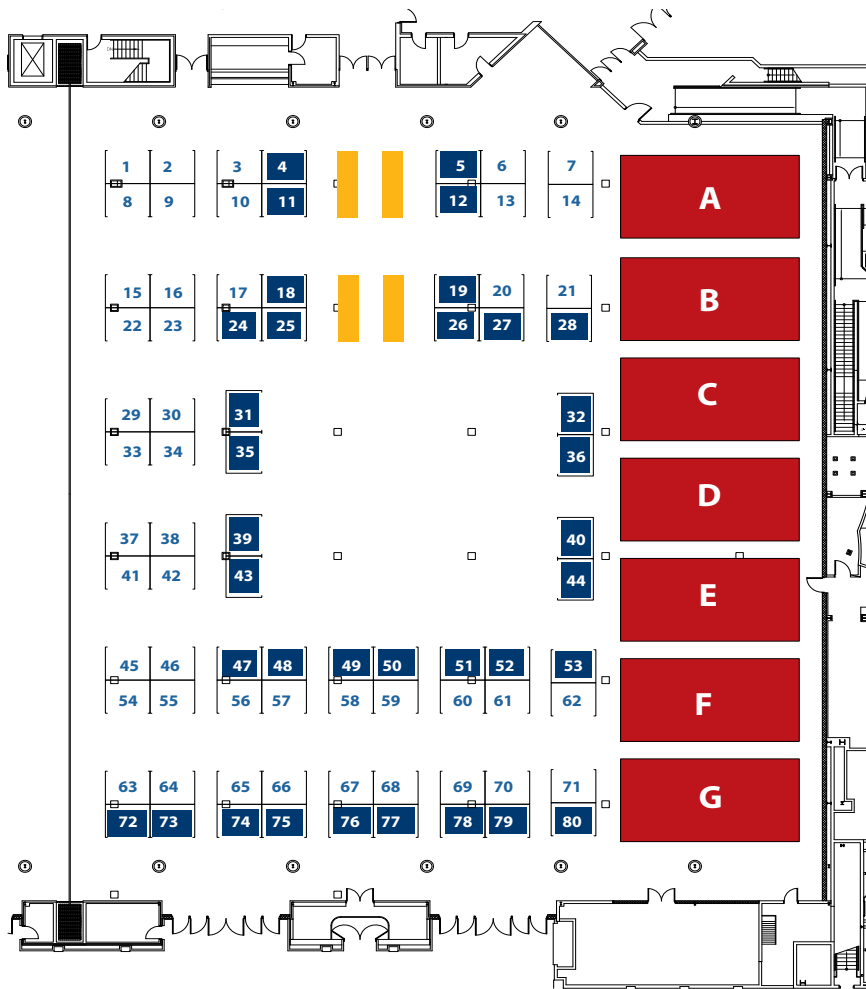 1 2 3 4 5 6 7
A
8 9 10 11 12 13 14
15 16 17 18 19 20 21
B
22 23 24 25 26 27 28
29 30 31 32
C
33 34 35 36
D
37 38 39 40
41 42 43 44
E
45 46 47 48 49 50 51 52 53
54 55 56 57 58 59 60 61 62
F
63 64 65 66 67 68 69 70 71
G
72 73 74 75 76 77 78 79 80